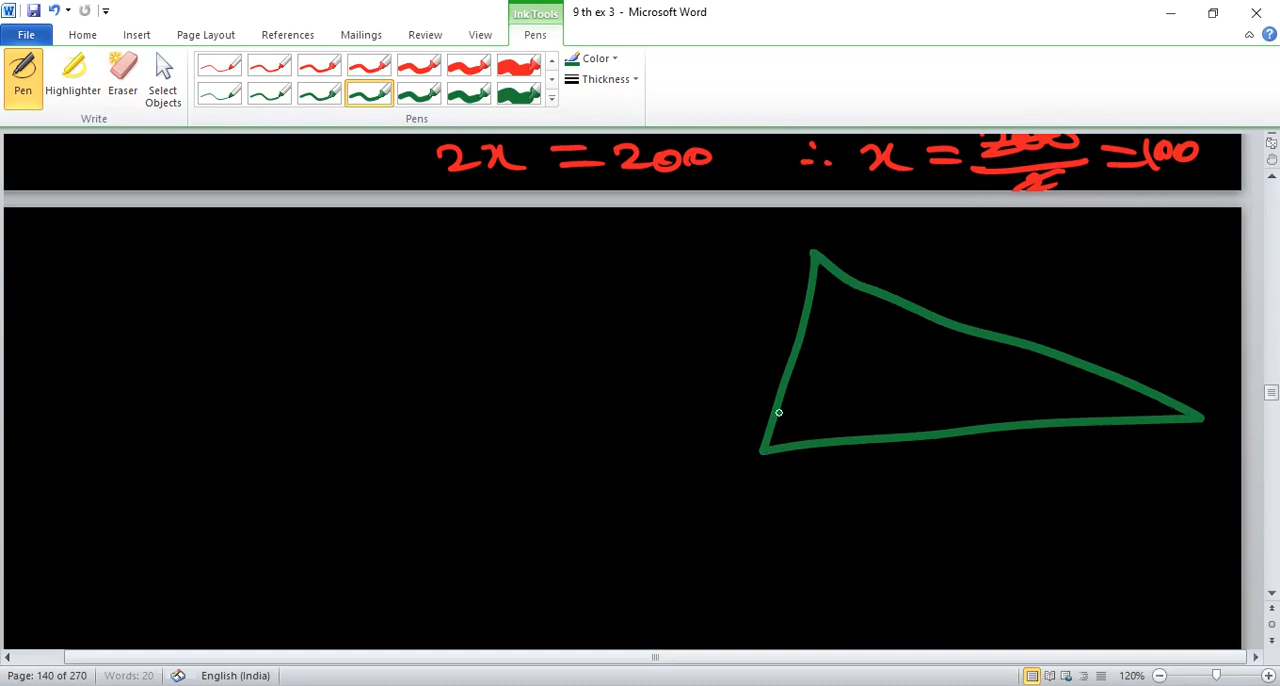 Ink Tools
9 th ex 3 - Microsoft Word
File Home Insert Page Layout References Mailings Review View Pens
Pen Highlighter Eraser Select Objects
Color
Thickness
Write Pens
2x = 200 ∴ x = 200/2 = 100
Page: 140 of 270 Words: 20 English (India) 120%